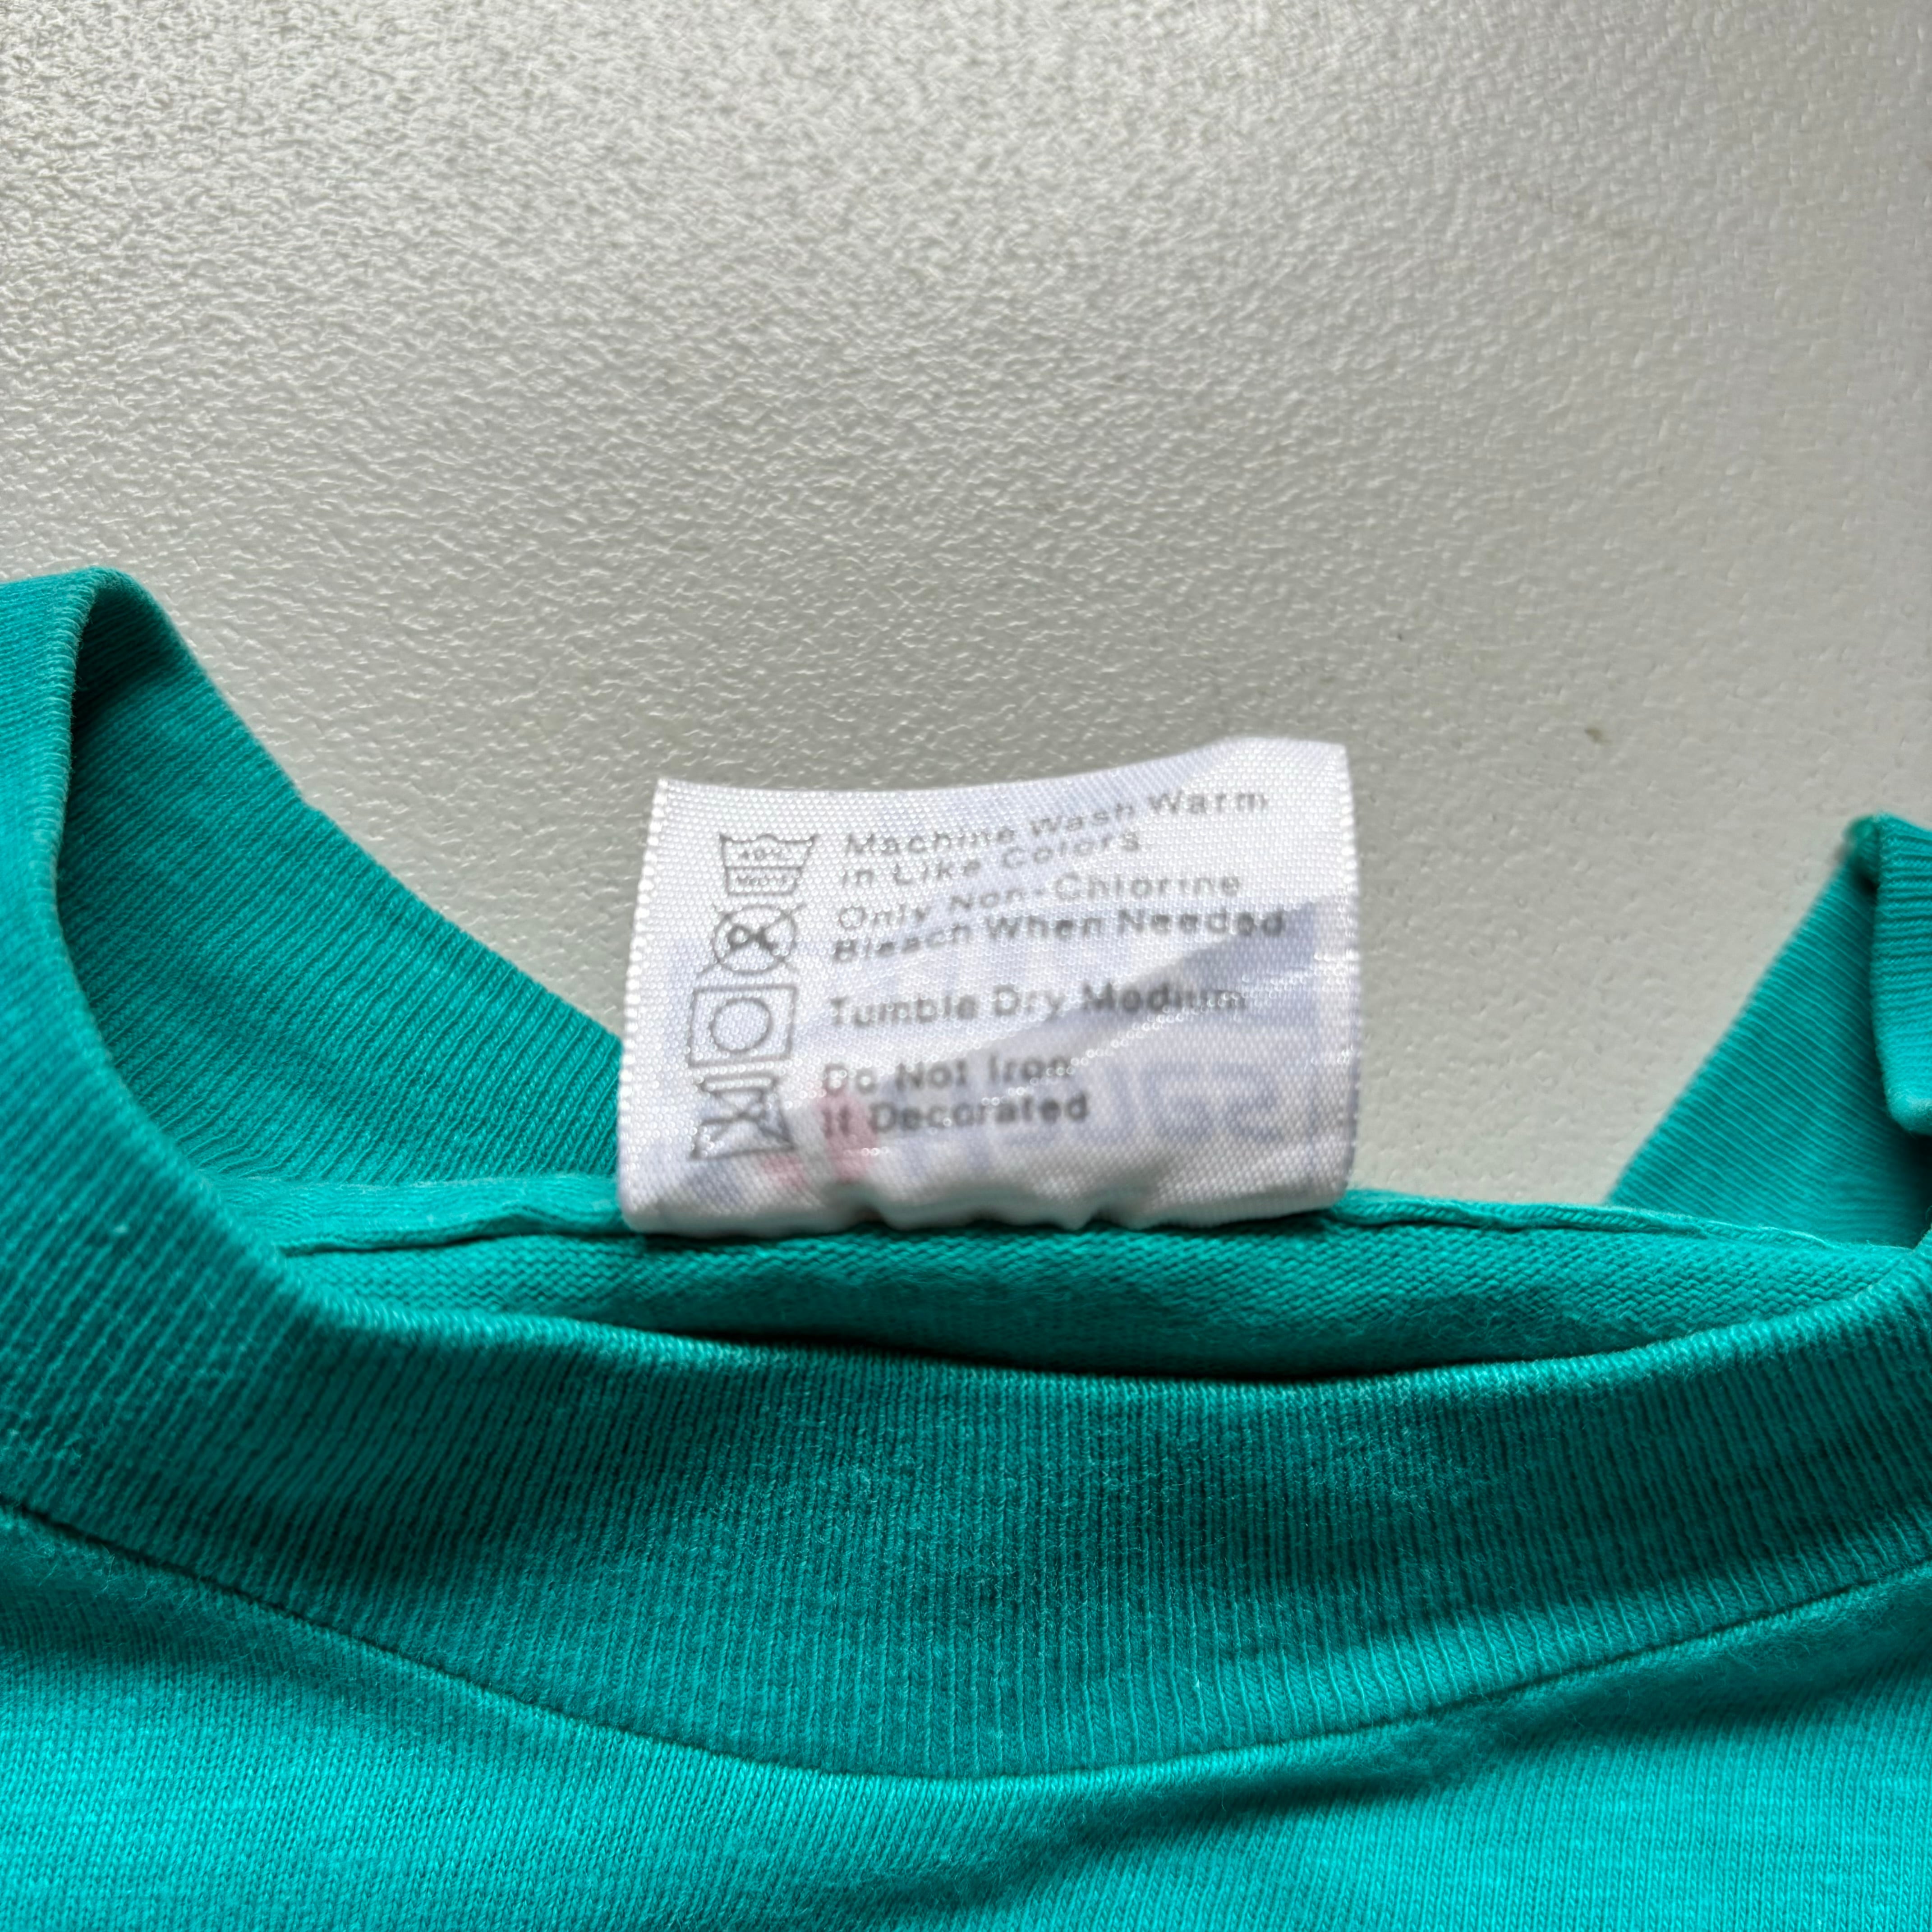 40°
Machine Wash Warm
in Like Colors
Only Non-Chlorine
Bleach When Needed
Tumble Dry Medium
Do Not Iron
If Decorated